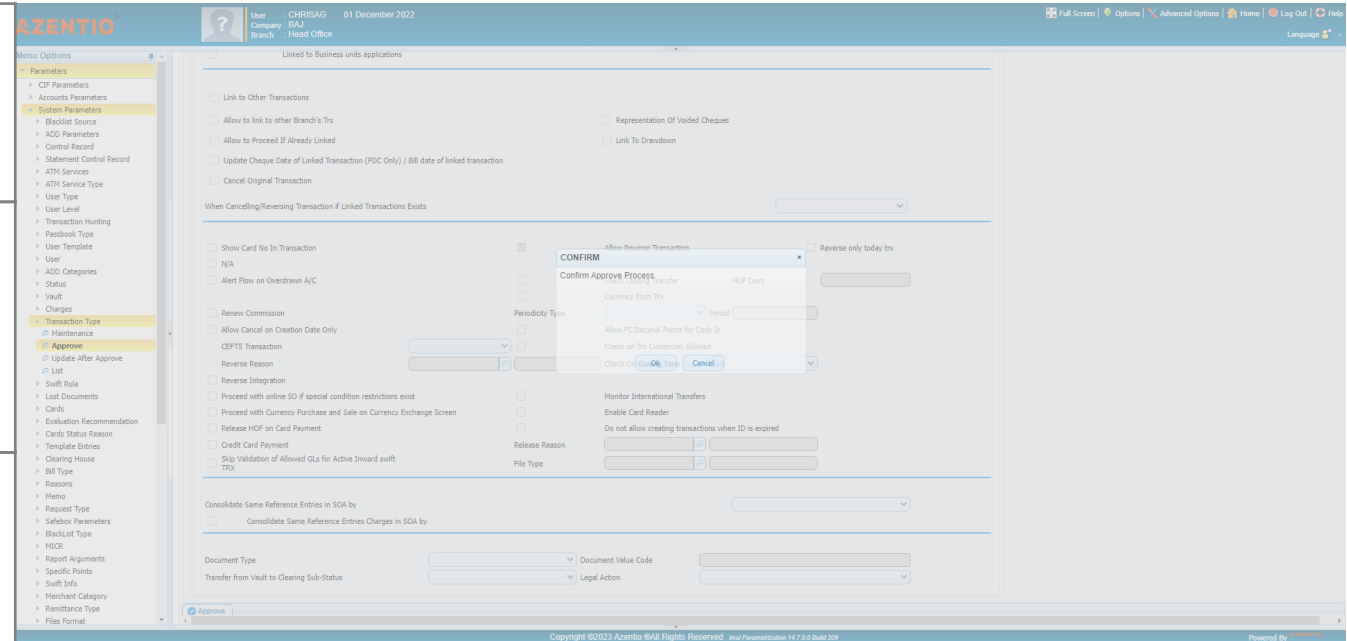 AZENTIO
User : CHRISAG 01 December 2022
Company : BAJ
Branch : Head Office
Full Screen | Options | Advanced Options | Home | Log Out | Help
Language
Menu Options
Parameters
CIF Parameters
Accounts Parameters
System Parameters
Blacklist Source
ADD Parameters
Control Record
Statement Control Record
ATM Services
ATM Service Type
User Type
User Level
Transaction Hunting
Passbook Type
User Template
User
ADD Categories
Status
Vault
Charges
Transaction Type
Maintenance
Approve
Update After Approve
List
Swift Rule
Lost Documents
Cards
Evaluation Recommendation
Cards Status Reason
Template Entries
Clearing House
Bill Type
Reasons
Memo
Request Type
Safebox Parameters
BlackList Type
MICR
Report Arguments
Specific Points
Swift Info
Merchant Category
Remittance Type
Files Format
Linked to Business units applications
Link to Other Transactions
Allow to link to other Branch's Trs Representation Of Voided Cheques
Allow to Proceed If Already Linked Link To Drawdown
Update Cheque Date of Linked Transaction (PDC Only) / Bill date of linked transaction
Cancel Original Transaction
When Cancelling/Reversing Transaction if Linked Transactions Exists
Show Card No In Transaction Allow Reverse Transaction Reverse only today trx
N/A
Alert Flow on Overdrawn A/C Check Closing Transfer HOF Days
Currency Exch Trx
Renew Commission Periodicity Type Period
Allow Cancel on Creation Date Only Allow FC Decimal Points for Cash In
CEFTS Transaction Check on Trx Currencies Allowed
Reverse Reason Check On Closing Time
Reverse Integration
Proceed with online SO if special condition restrictions exist Monitor International Transfers
Proceed with Currency Purchase and Sale on Currency Exchange Screen Enable Card Reader
Release HOF on Card Payment Do not allow creating transactions when ID is expired
Credit Card Payment Release Reason
Skip Validation of Allowed GLs for Active Inward swift
TRX File Type
CONFIRM
Confirm Approve Process
Ok Cancel
Consolidate Same Reference Entries in SOA by
Consolidate Same Reference Entries Charges in SOA by
Document Type Document Value Code
Transfer from Vault to Clearing Sub-Status Legal Action
Approve
Copyright ©2023 Azentio ®All Rights Reserved imal Parametrization 14.7.0.0 Build 209
Powered By